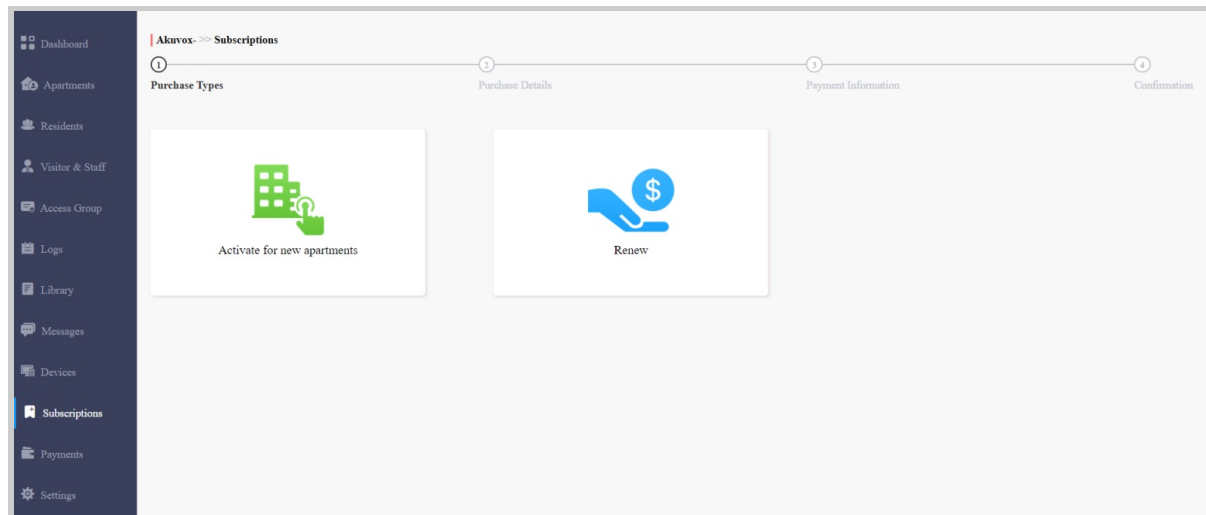 Dashboard
Apartments
Residents
Visitor & Staff
Access Group
Logs
Library
Messages
Devices
Subscriptions
Payments
Settings
Akuvox- >> Subscriptions
1 2 3 4
Purchase Types Purchase Details Payment Information Confirmation
$
Activate for new apartments Renew